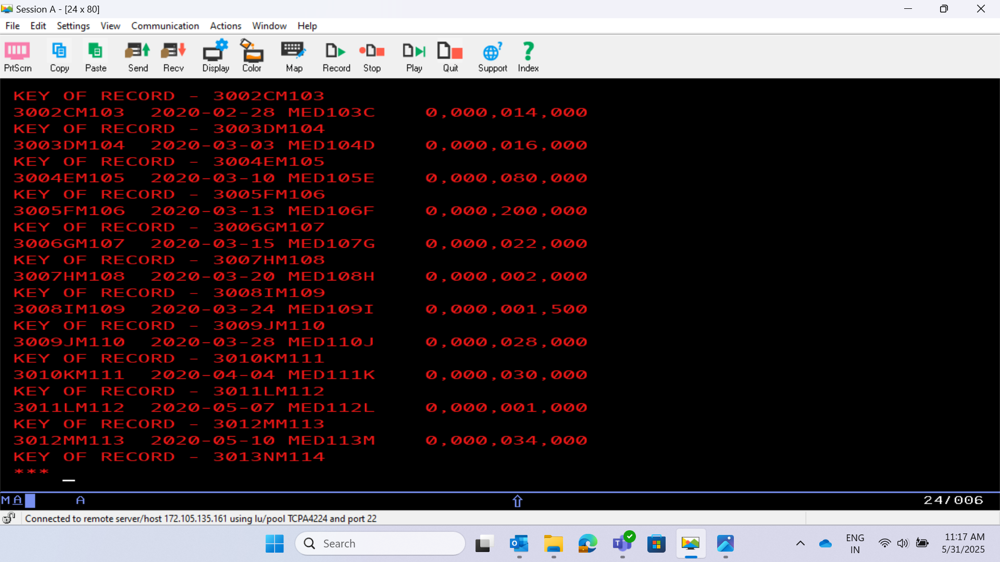 Session A - [24 x 80]
File Edit Settings View Communication Actions Window Help
PrtScrn Copy Paste Send Recv Display Color Map Record Stop Play Quit Support Index
KEY OF RECORD - 3002CM103
3002CM103 2020-02-28 MED103C 0,000,014,000
KEY OF RECORD - 3003DM104
3003DM104 2020-03-03 MED104D 0,000,016,000
KEY OF RECORD - 3004EM105
3004EM105 2020-03-10 MED105E 0,000,080,000
KEY OF RECORD - 3005FM106
3005FM106 2020-03-13 MED106F 0,000,200,000
KEY OF RECORD - 3006GM107
3006GM107 2020-03-15 MED107G 0,000,022,000
KEY OF RECORD - 3007HM108
3007HM108 2020-03-20 MED108H 0,000,002,000
KEY OF RECORD - 3008IM109
3008IM109 2020-03-24 MED109I 0,000,001,500
KEY OF RECORD - 3009JM110
3009JM110 2020-03-28 MED110J 0,000,028,000
KEY OF RECORD - 3010KM111
3010KM111 2020-04-04 MED111K 0,000,030,000
KEY OF RECORD - 3011LM112
3011LM112 2020-05-07 MED112L 0,000,001,000
KEY OF RECORD - 3012MM113
3012MM113 2020-05-10 MED113M 0,000,034,000
KEY OF RECORD - 3013NM114
*** _
MA A 24/006
Connected to remote server/host 172.105.135.161 using lu/pool TCPA4224 and port 22
Search
ENG
IN
11:17 AM
5/31/2025